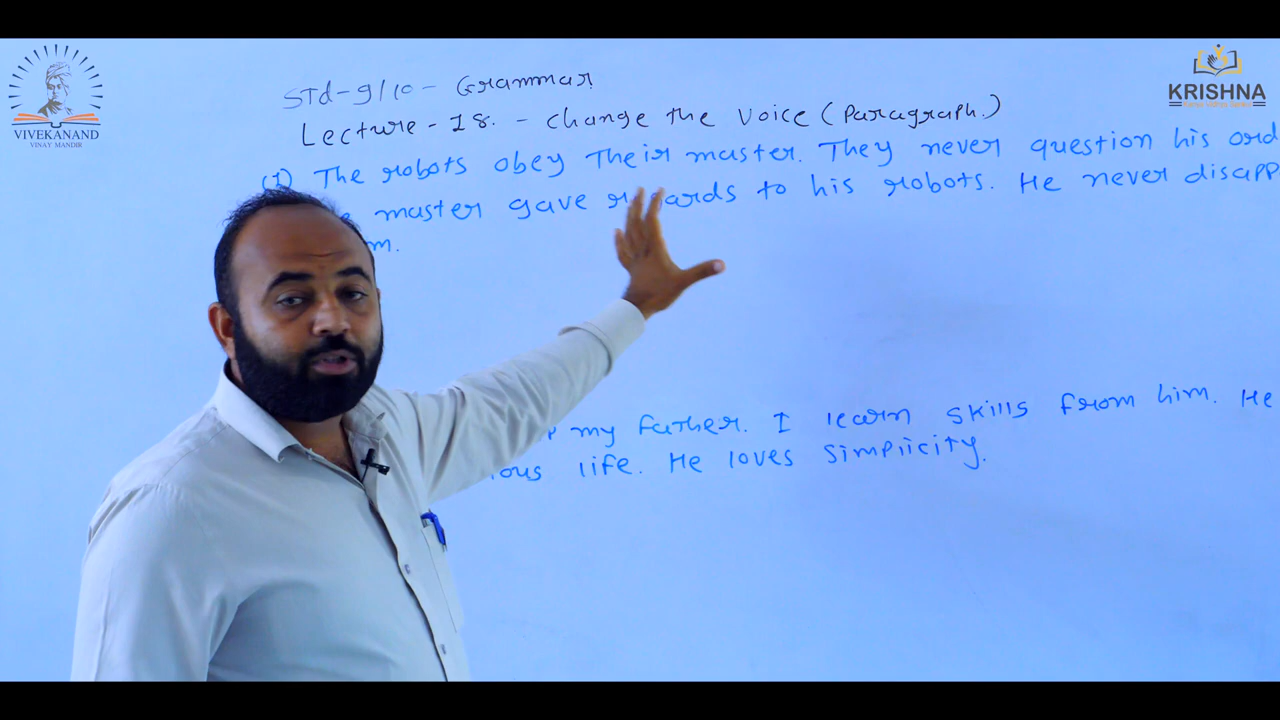 VIVEKANAND
VINAY MANDIR
KRISHNA
STd-9/10 - Grammar
Lecture-18. - change the Voice (Paragraph.)
(1) The robots obey Their master. They never question his ord
master gave rewards to his robots. He never disapp
m.
my father. I learn skills from him. He
ious life. He loves simplicity.